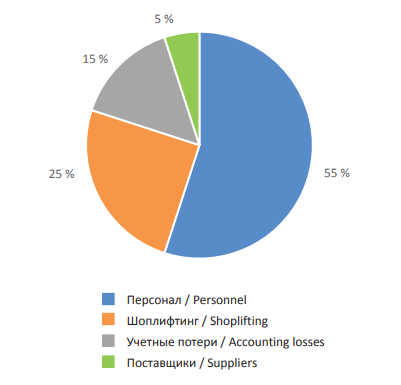 5 %
15 %
25 %
55 %
Персонал / Personnel
Шоплифтинг / Shoplifting
Учетные потери / Accounting losses
Поставщики / Suppliers